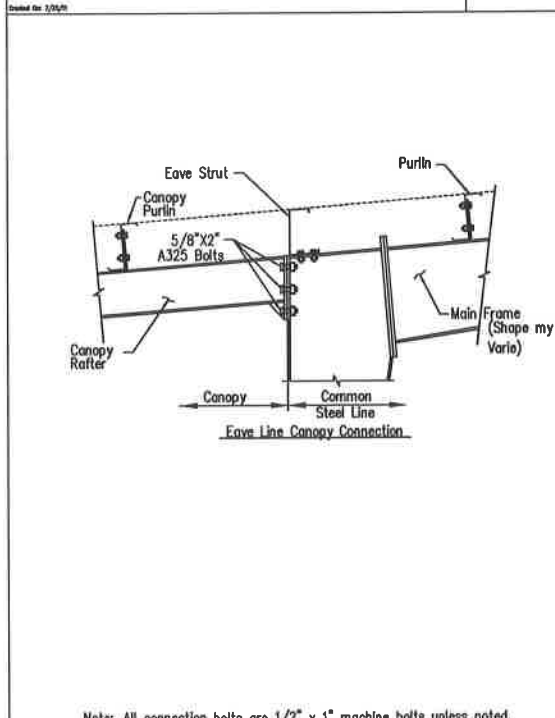 Eave Strut
Purlin
Canopy
Purlin
5/8"X2"
A325 Bolts
Main Frame
(Shape my
Varie)
Canopy
Rafter
Canopy
Common
Steel Line
Eave Line Canopy Connection
Note: All connection bolts are 1/2" x 1" machine bolts unless noted